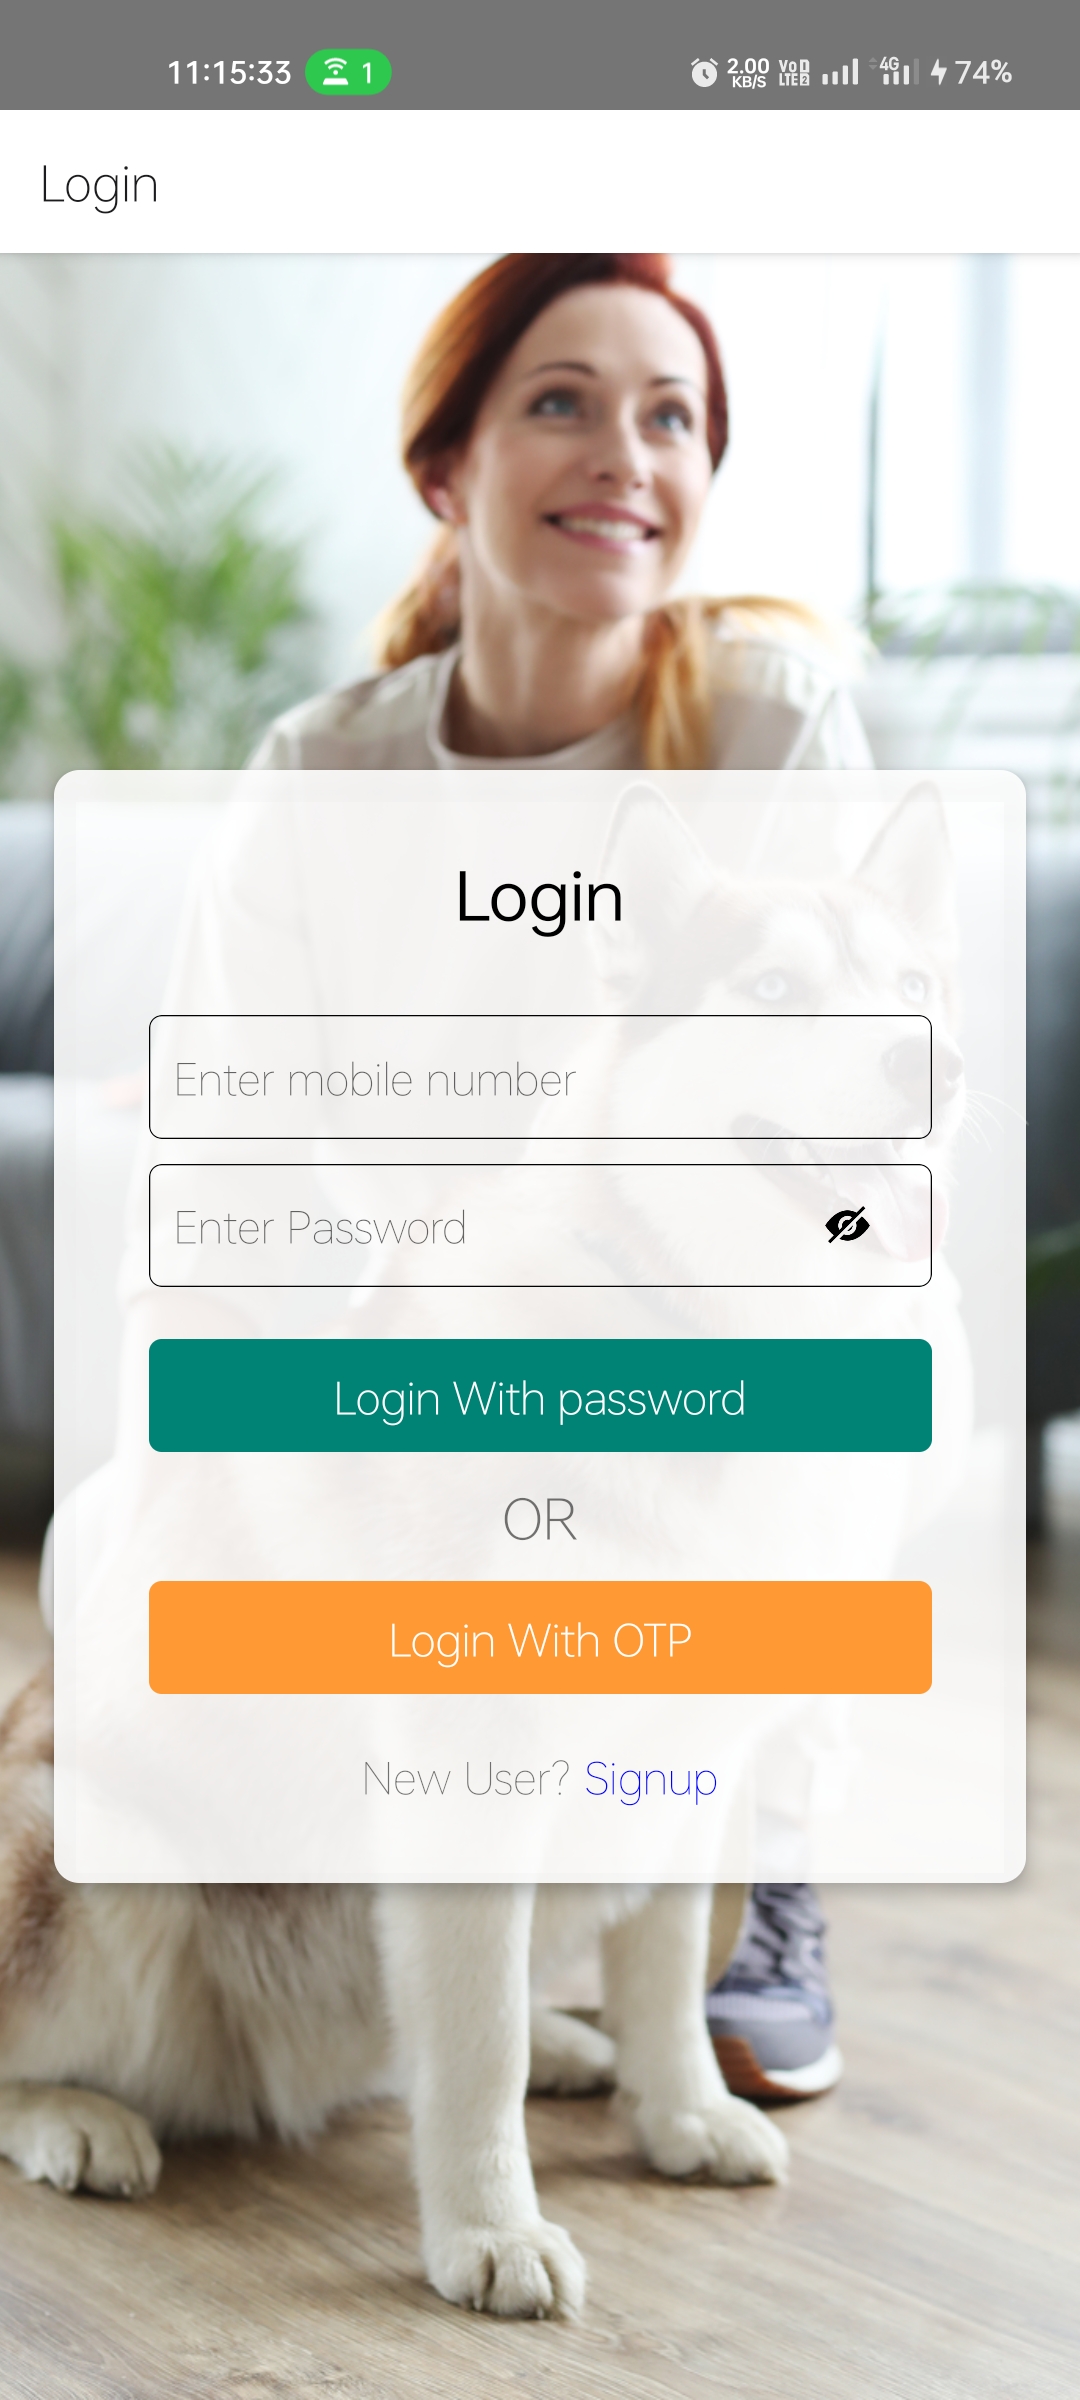 11:15:33 1 2.00 KB/S VoD LTE2 4G 74%
Login
Login
Enter mobile number
Enter Password
Login With password
OR
Login With OTP
New User? Signup